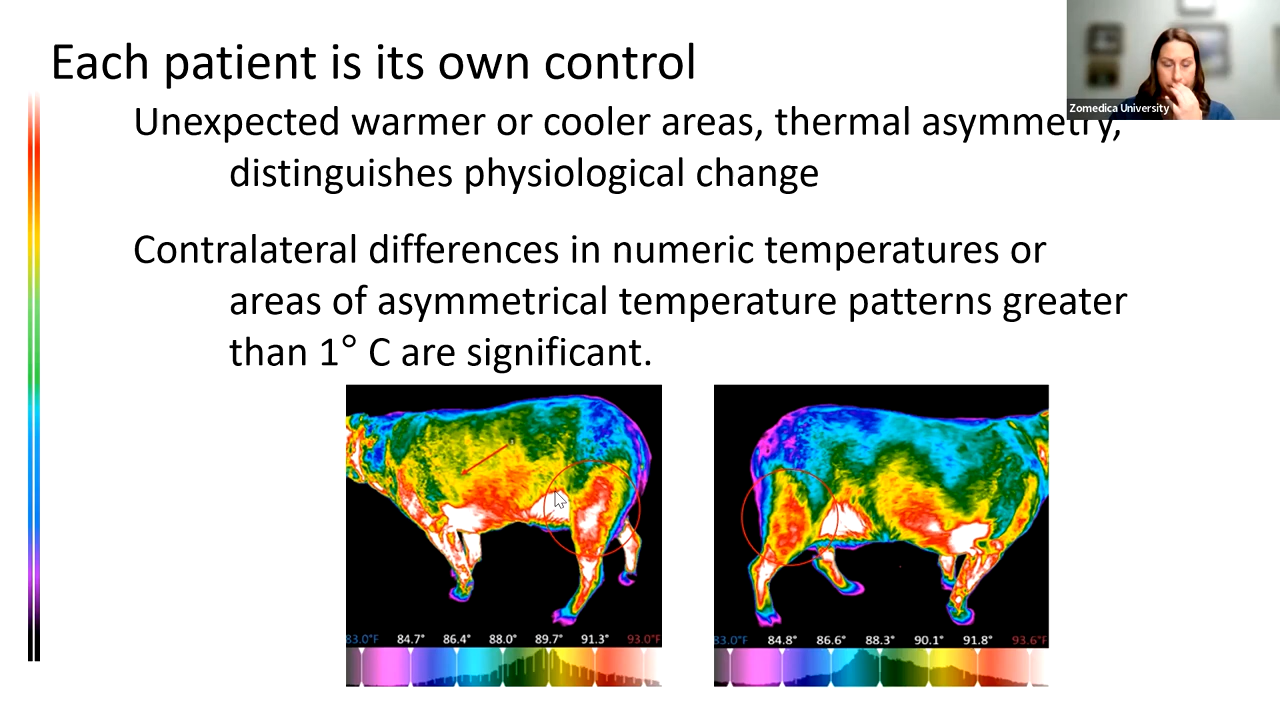 Each patient is its own control
Zomedica University
Unexpected warmer or cooler areas, thermal asymmetry,
distinguishes physiological change
Contralateral differences in numeric temperatures or
areas of asymmetrical temperature patterns greater
than 1° C are significant.
83.0°F 84.7° 86.4° 88.0° 89.7° 91.3° 93.0°F
83.0°F 84.8° 86.6° 88.3° 90.1° 91.8° 93.6°F